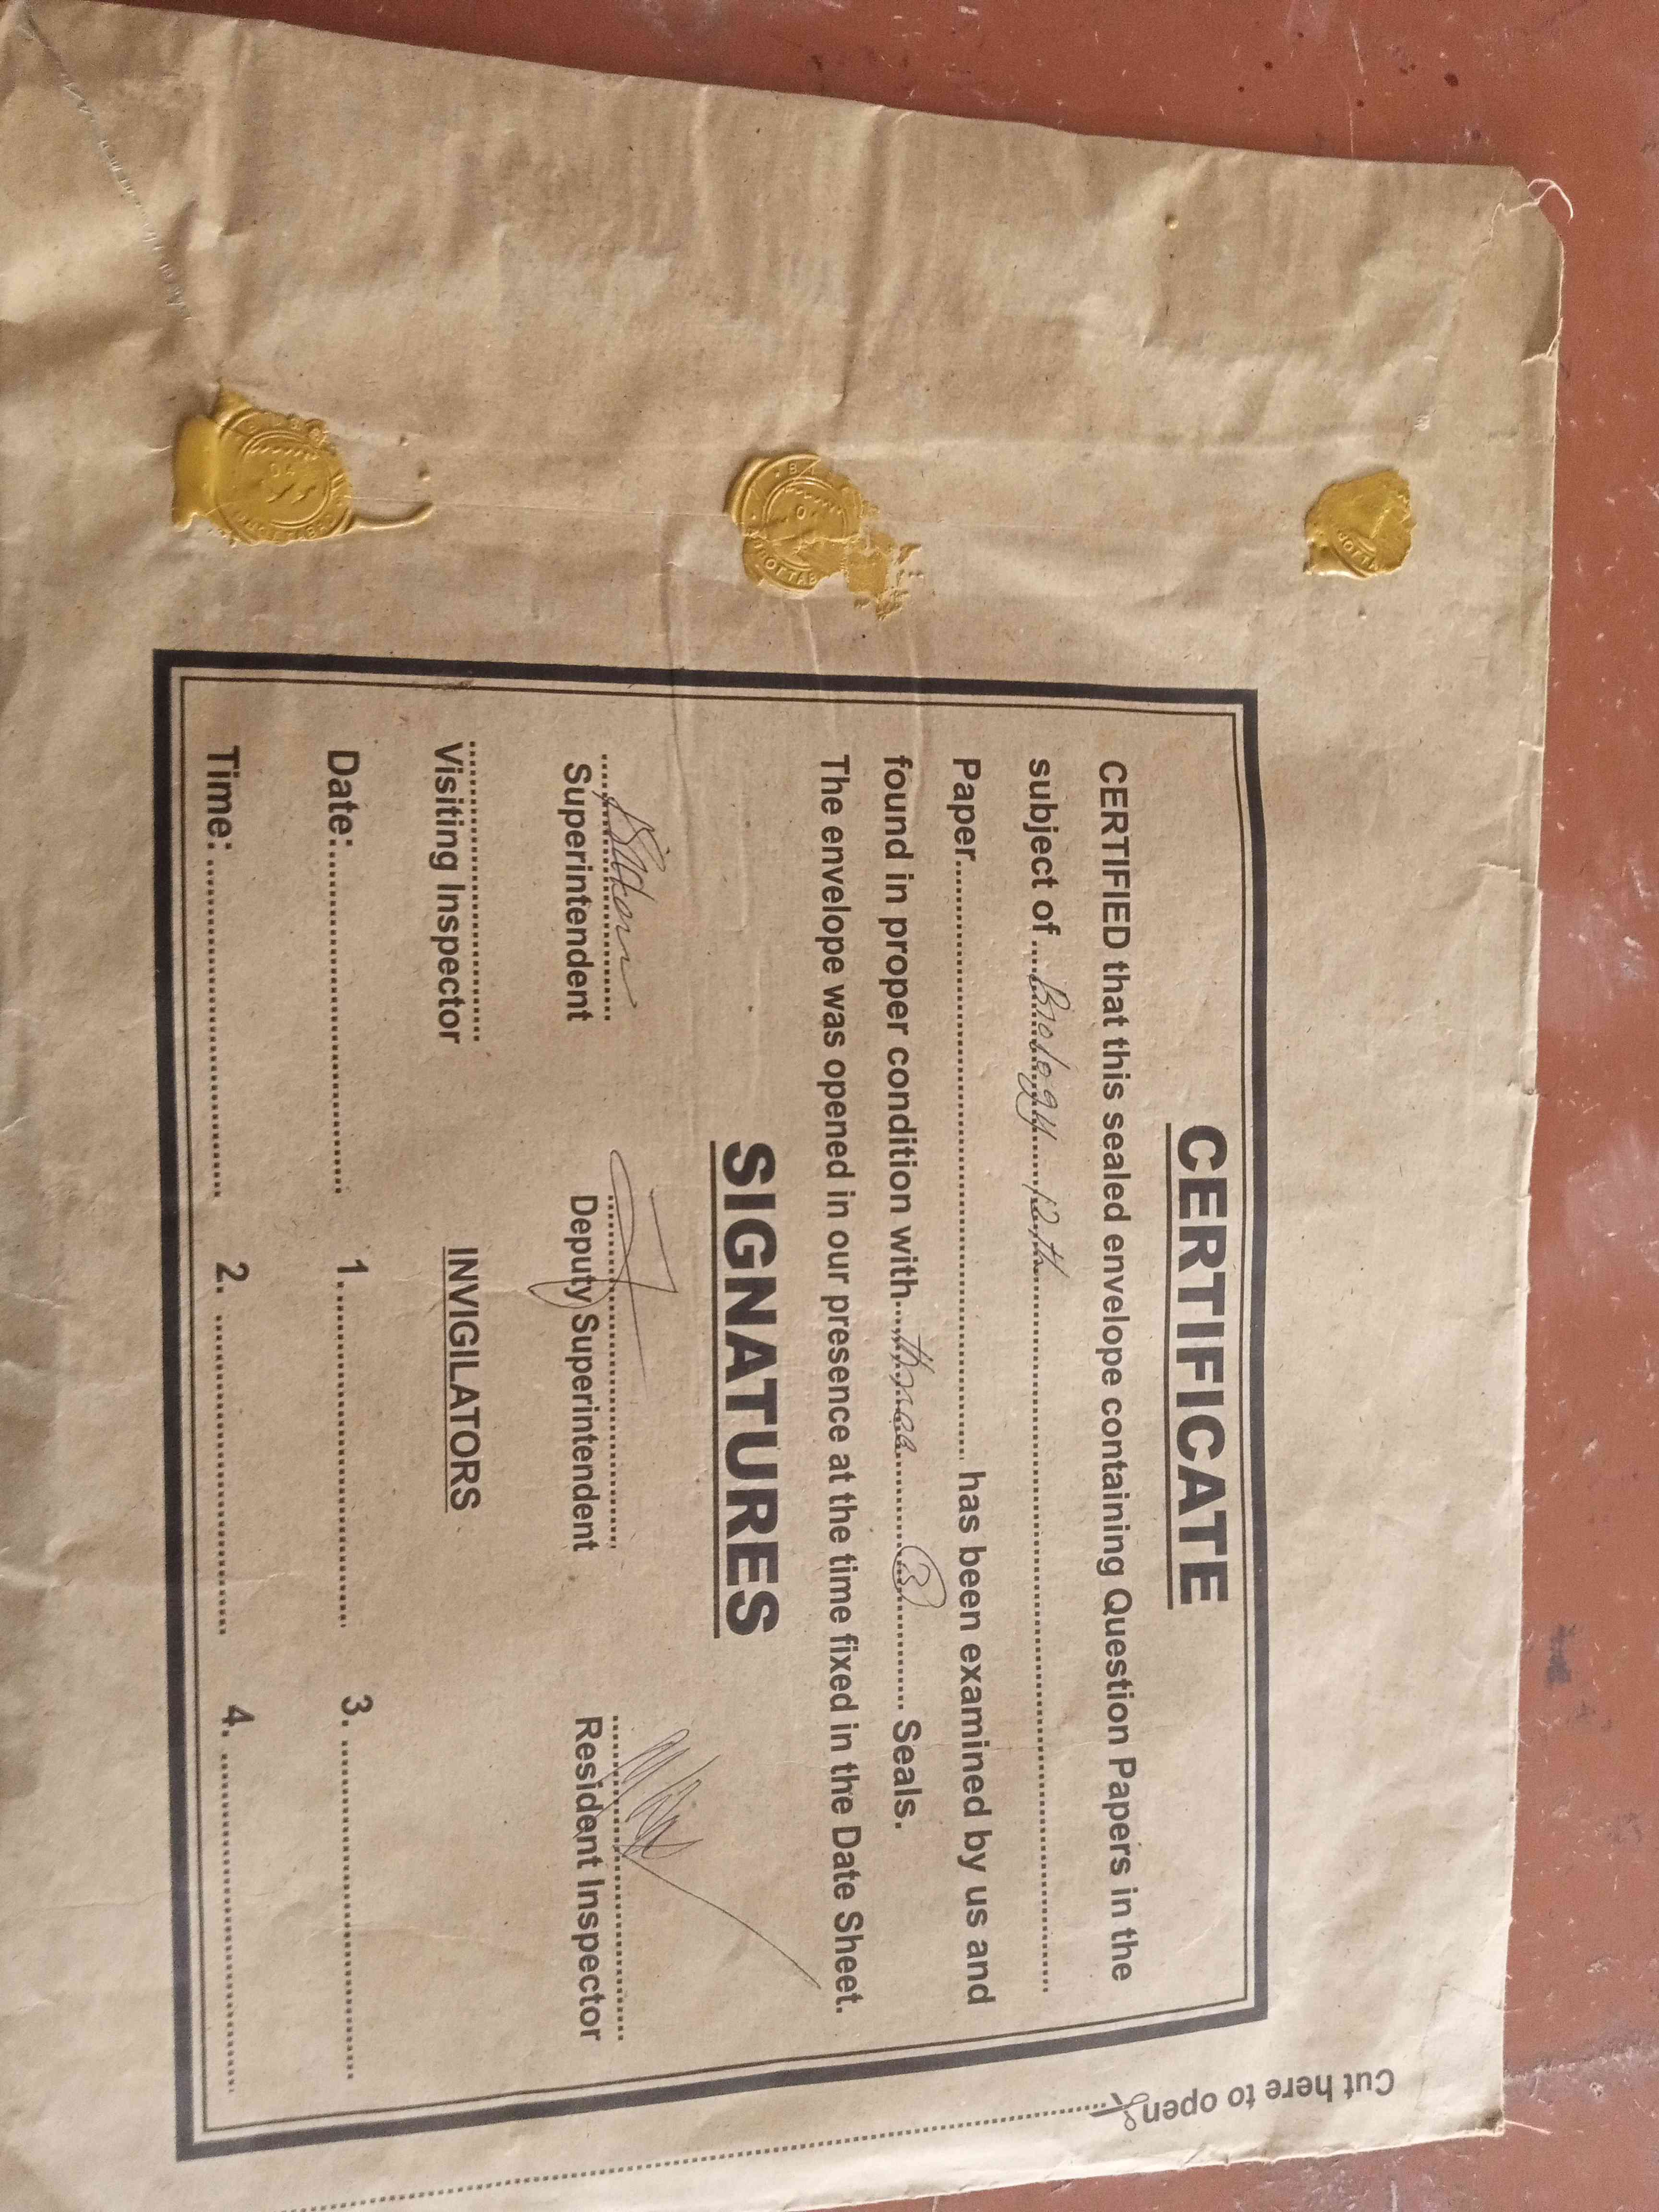 CERTIFICATE
CERTIFIED that this sealed envelope containing Question Papers in the
subject of Biology 12th
Paper has been examined by us and
found in proper condition with three (3) Seals.
The envelope was opened in our presence at the time fixed in the Date Sheet.
SIGNATURES
Superintendent Deputy Superintendent Resident Inspector
Visiting Inspector INVIGILATORS
Date: 1. 3.
Time: 2. 4.
Cut here to open